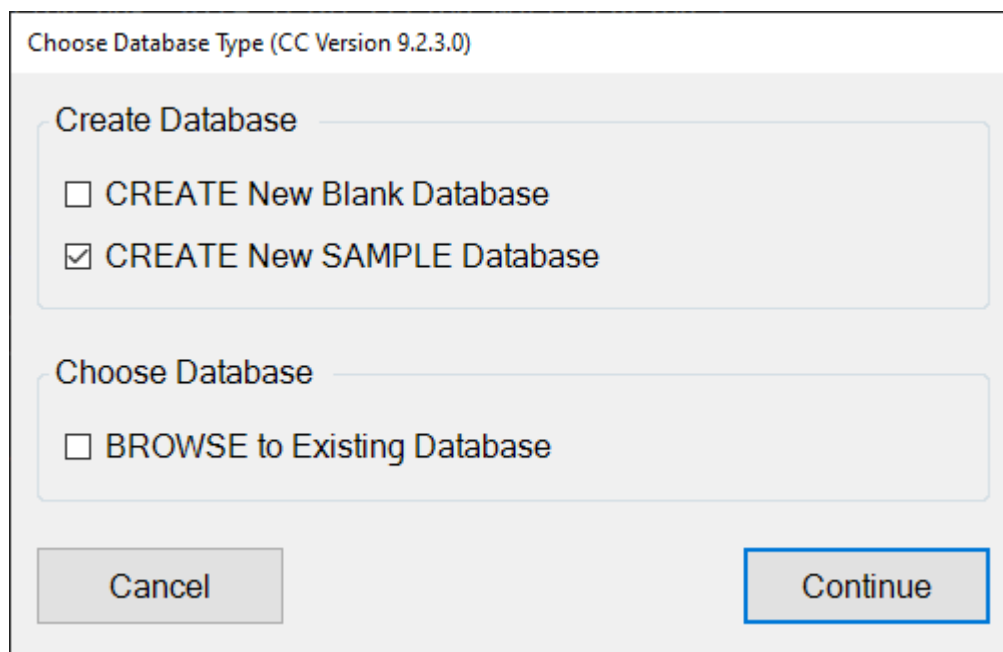 Choose Database Type (CC Version 9.2.3.0)
Create Database
CREATE New Blank Database
CREATE New SAMPLE Database
Choose Database
BROWSE to Existing Database
Cancel
Continue